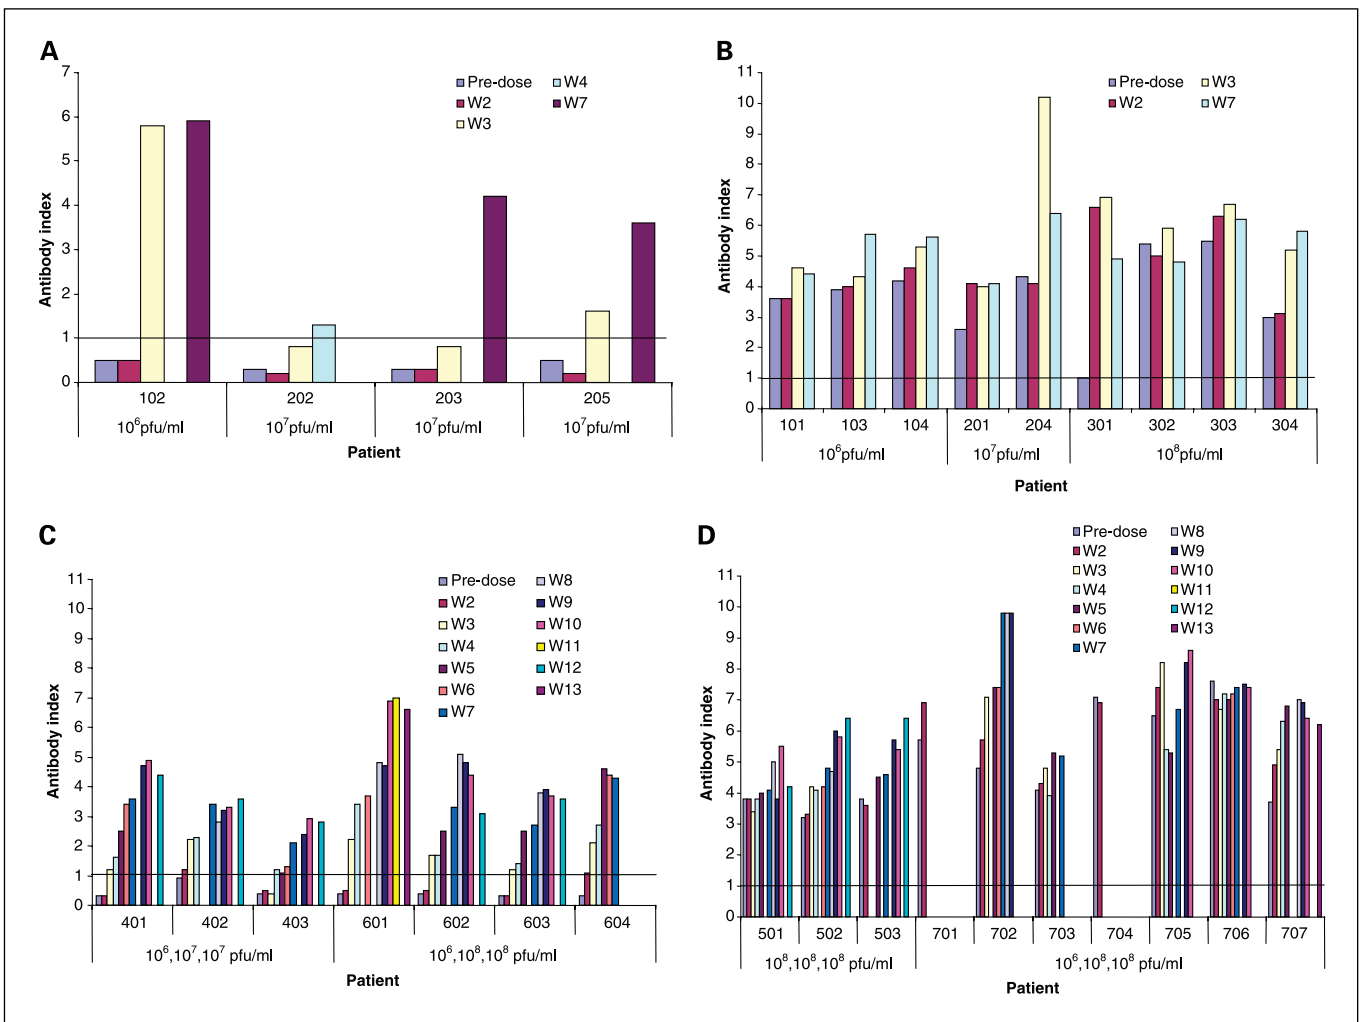 A
7
6
5
4
3
2
1
0
Antibody index
Pre-dose
W2
W3
W4
W7
102
202
203
205
10⁶pfu/ml
10⁷pfu/ml
10⁷pfu/ml
10⁷pfu/ml
Patient
B
11
10
9
8
7
6
5
4
3
2
1
0
Antibody index
Pre-dose
W2
W3
W7
101
103
104
201
204
301
302
303
304
10⁶pfu/ml
10⁷pfu/ml
10⁸pfu/ml
Patient
C
11
10
9
8
7
6
5
4
3
2
1
0
Antibody index
Pre-dose
W2
W3
W4
W5
W6
W7
W8
W9
W10
W11
W12
W13
401
402
403
601
602
603
604
10⁶,10⁷,10⁷ pfu/ml
10⁶,10⁸,10⁸ pfu/ml
Patient
D
11
10
9
8
7
6
5
4
3
2
1
0
Antibody index
Pre-dose
W2
W3
W4
W5
W6
W7
W8
W9
W10
W11
W12
W13
501
502
503
701
702
703
704
705
706
707
10⁸,10⁸,10⁸ pfu/ml
10⁶,10⁸,10⁸ pfu/ml
Patient